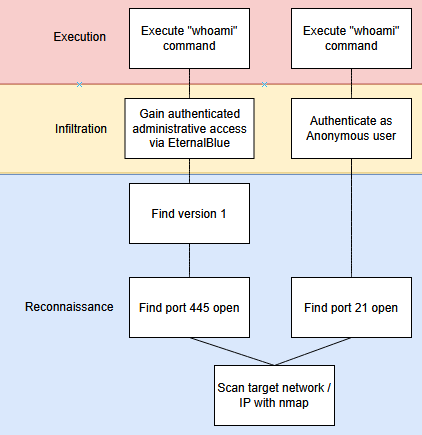 Execution
Execute "whoami"
command
Execute "whoami"
command
Infiltration
Gain authenticated
administrative access
via EternalBlue
Authenticate as
Anonymous user
Find version 1
Reconnaissance
Find port 445 open
Find port 21 open
Scan target network /
IP with nmap